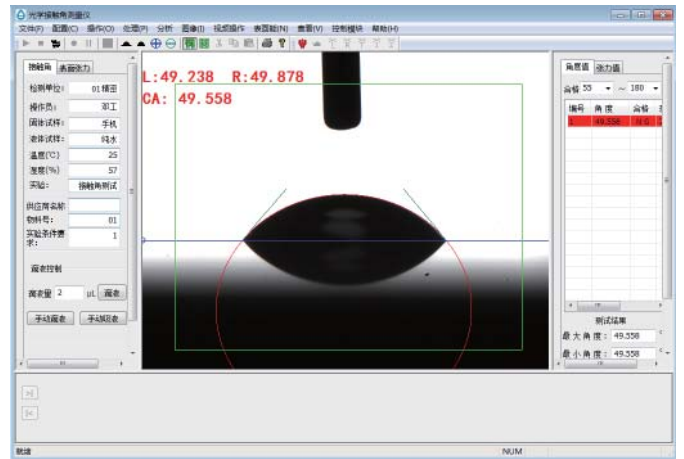 光学接触角测量仪
文件(F) 配置(C) 操作(O) 处理(P) 分析 图像(I) 视频操作 表面能(N) 查看(V) 控制模块 帮助(H)
接触角 表面张力
检测单位： 01精密
操作员： 邓工
固体试样： 手机
液体试样： 纯水
温度(℃) 25
湿度(%) 57
实验： 接触角测试
供应商名称
物料号： 01
实验条件要求： 1
滴液控制
滴液量 2 μL 滴液
手动滴液 手动吸液
L:49.238 R:49.878
CA: 49.558
角度值 张力值
合格 55 ~ 180
编号 角度 合格
1 49.558 N G
测试结果
最大角度： 49.558
最小角度： 49.558
就绪
NUM